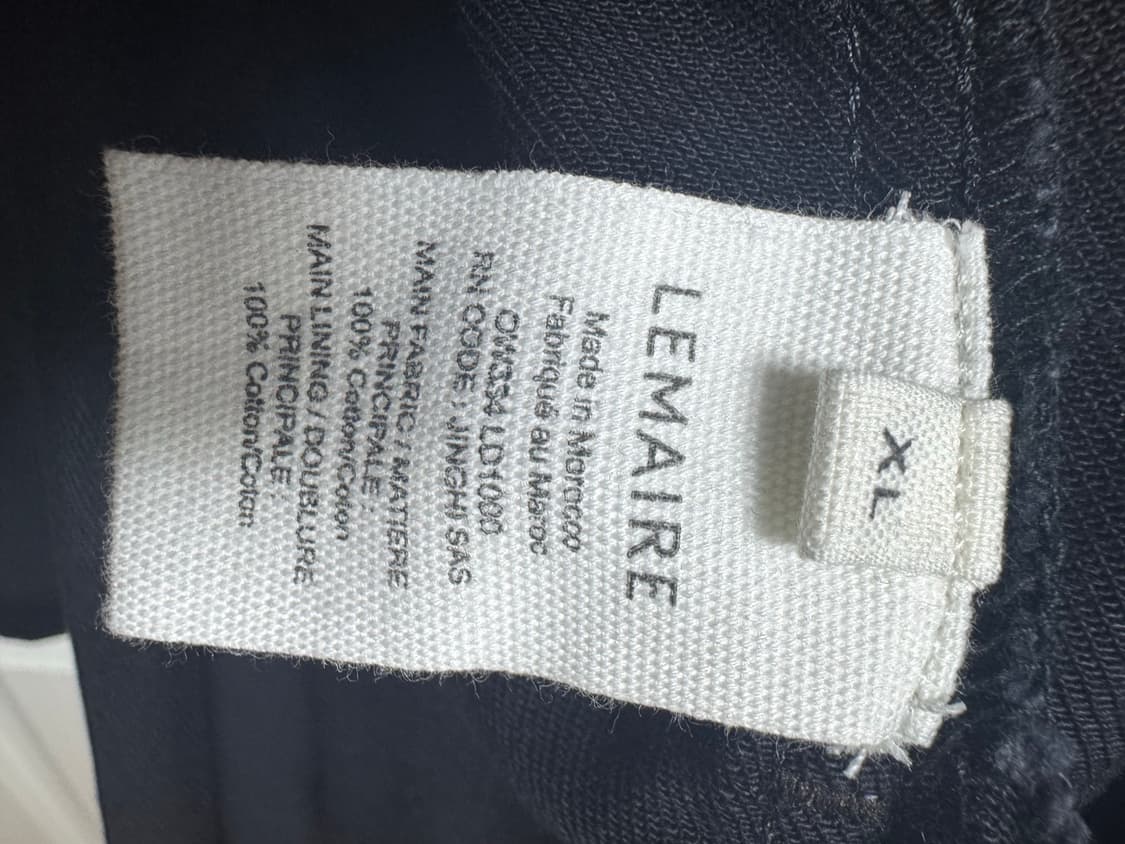 XL
LEMAIRE
Made in Morocco
Fabriqué au Maroc
OW334 LD1000
RN CODE : JINGHI SAS
MAIN FABRIC / MATIERE
PRINCIPALE :
100% Cotton/Coton
MAIN LINING / DOUBLURE
PRINCIPALE :
100% Cotton/Coton